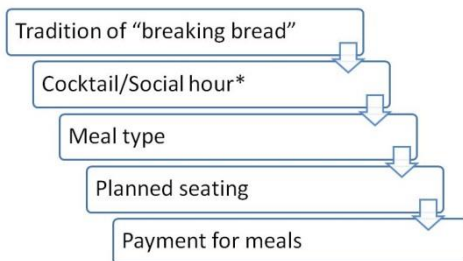 Tradition of “breaking bread”
Cocktail/Social hour*
Meal type
Planned seating
Payment for meals